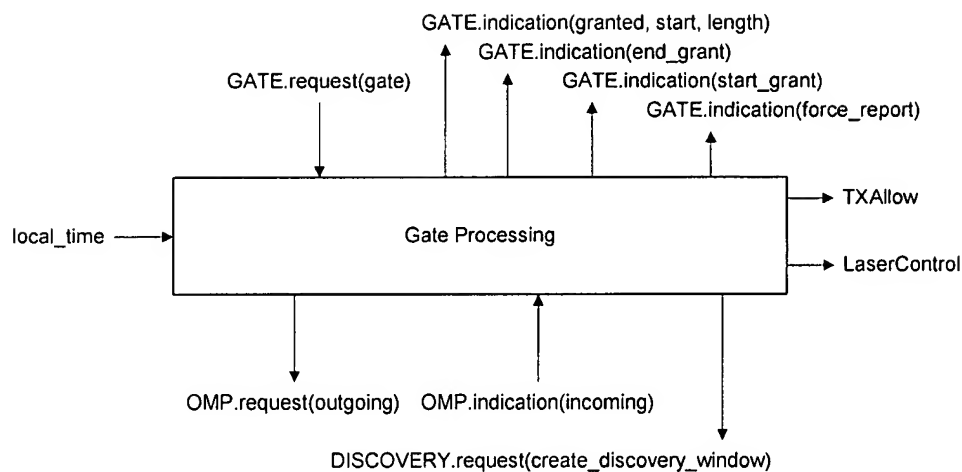 GATE.indication(granted, start, length)
GATE.indication(end_grant)
GATE.request(gate)
GATE.indication(start_grant)
GATE.indication(force_report)
TXAllow
local_time
Gate Processing
LaserControl
OMP.request(outgoing)
OMP.indication(incoming)
DISCOVERY.request(create_discovery_window)